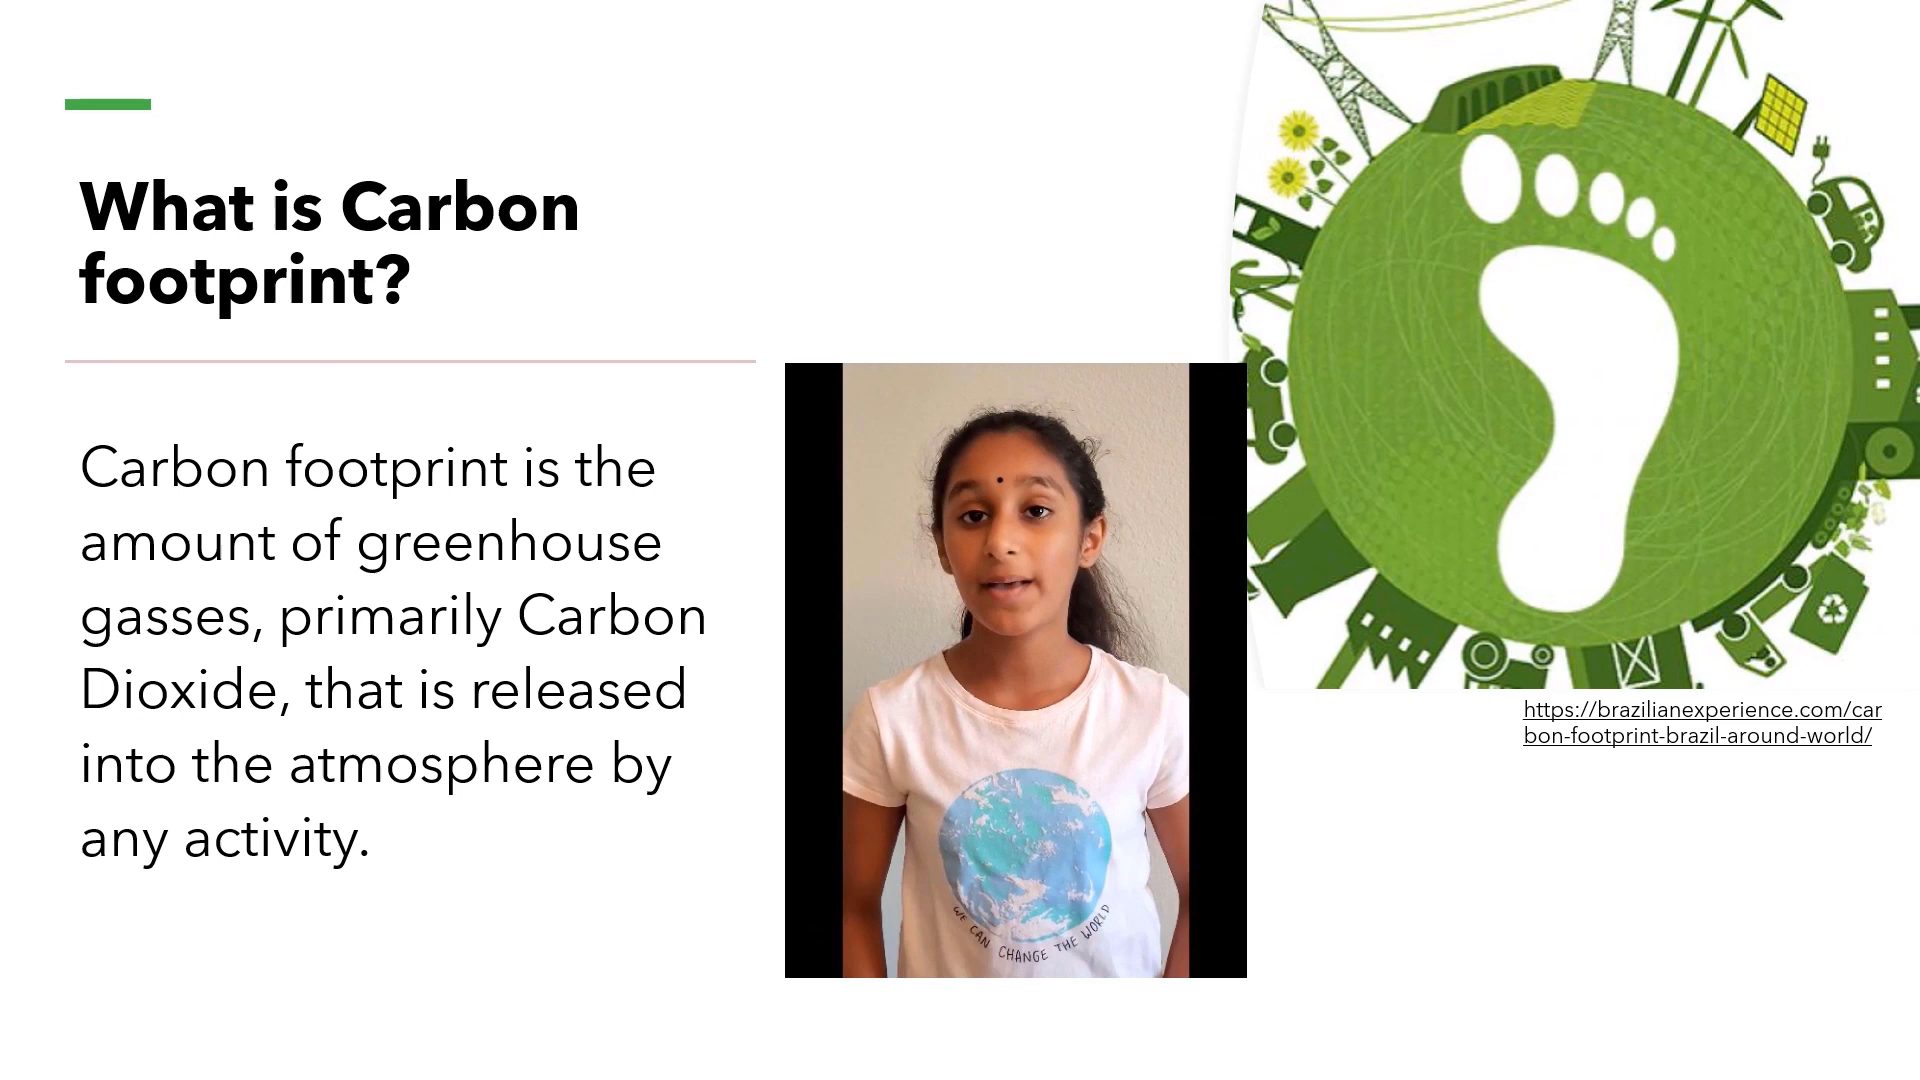 What is Carbon
footprint?
Carbon footprint is the
amount of greenhouse
gasses, primarily Carbon
Dioxide, that is released
into the atmosphere by
any activity.
WE CAN CHANGE THE WORLD
https://brazilianexperience.com/car
bon-footprint-brazil-around-world/